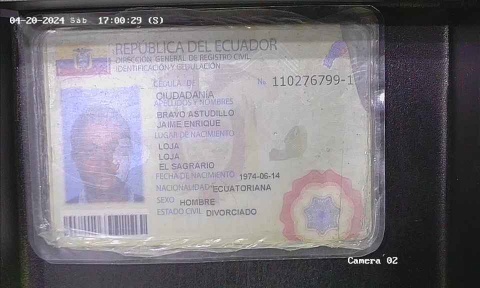 04-20-2024 Sáb 17:00:29 (S)
REPÚBLICA DEL ECUADOR
DIRECCIÓN GENERAL DE REGISTRO CIVIL
IDENTIFICACIÓN Y CEDULACIÓN
CÉDULA DE No 110276799-1
CIUDADANÍA
APELLIDOS Y NOMBRES
BRAVO ASTUDILLO
JAIME ENRIQUE
LUGAR DE NACIMIENTO
LOJA
LOJA
EL SAGRARIO
FECHA DE NACIMIENTO 1974-06-14
NACIONALIDAD ECUATORIANA
SEXO HOMBRE
ESTADO CIVIL DIVORCIADO
Camera 02